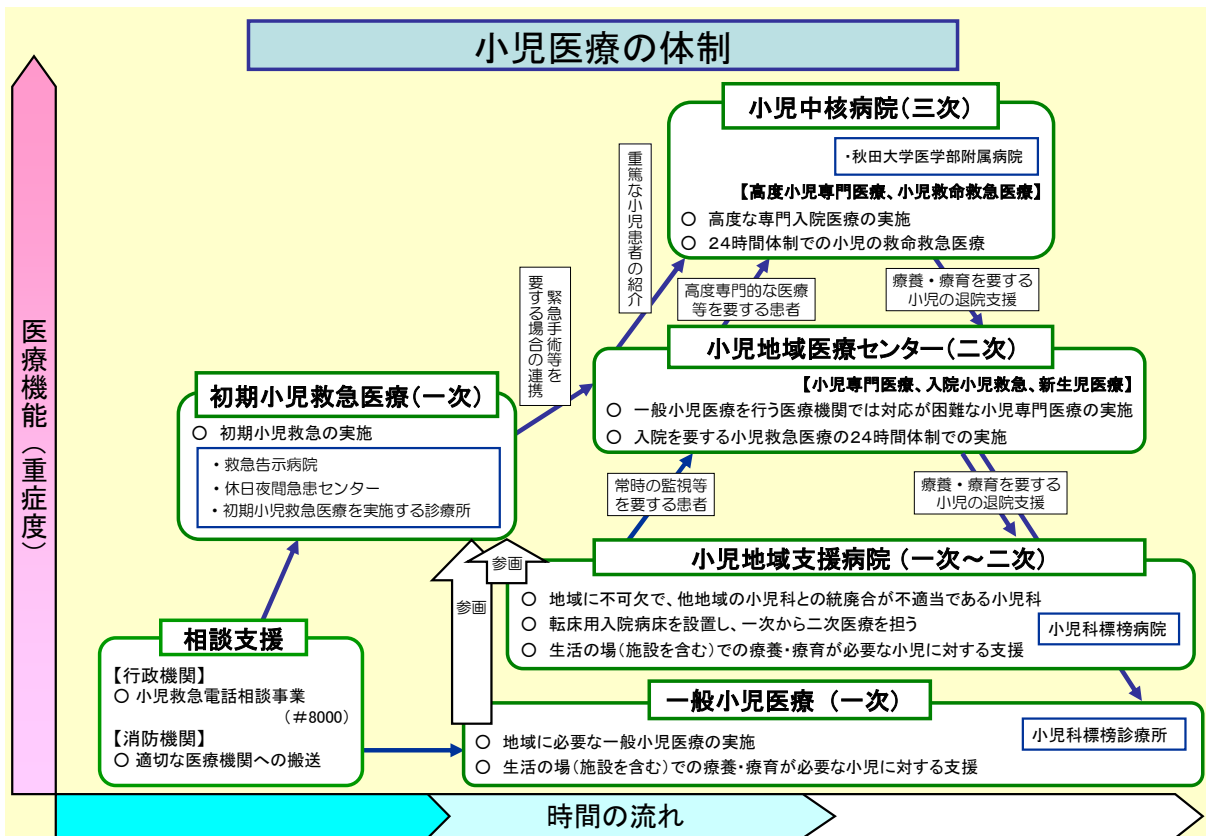 小児医療の体制
医療機能（重症度）
小児中核病院（三次）
・秋田大学医学部附属病院
【高度小児専門医療、小児救命救急医療】
○ 高度な専門入院医療の実施
○ 24時間体制での小児の救命救急医療
重篤な小児患者の紹介
高度専門的な医療
等を要する患者
療養・療育を要する
小児の退院支援
緊急手術等を
要する場合の連携
小児地域医療センター（二次）
【小児専門医療、入院小児救急、新生児医療】
○ 一般小児医療を行う医療機関では対応が困難な小児専門医療の実施
○ 入院を要する小児救急医療の24時間体制での実施
初期小児救急医療（一次）
○ 初期小児救急の実施
・救急告示病院
・休日夜間急患センター
・初期小児救急医療を実施する診療所
常時の監視等
を要する患者
療養・療育を要する
小児の退院支援
参画
参画
小児地域支援病院（一次～二次）
○ 地域に不可欠で、他地域の小児科との統廃合が不適当である小児科
○ 転床用入院病床を設置し、一次から二次医療を担う
○ 生活の場（施設を含む）での療養・療育が必要な小児に対する支援
小児科標榜病院
相談支援
【行政機関】
○ 小児救急電話相談事業
（＃8000）
【消防機関】
○ 適切な医療機関への搬送
一般小児医療（一次）
小児科標榜診療所
○ 地域に必要な一般小児医療の実施
○ 生活の場（施設を含む）での療養・療育が必要な小児に対する支援
時間の流れ